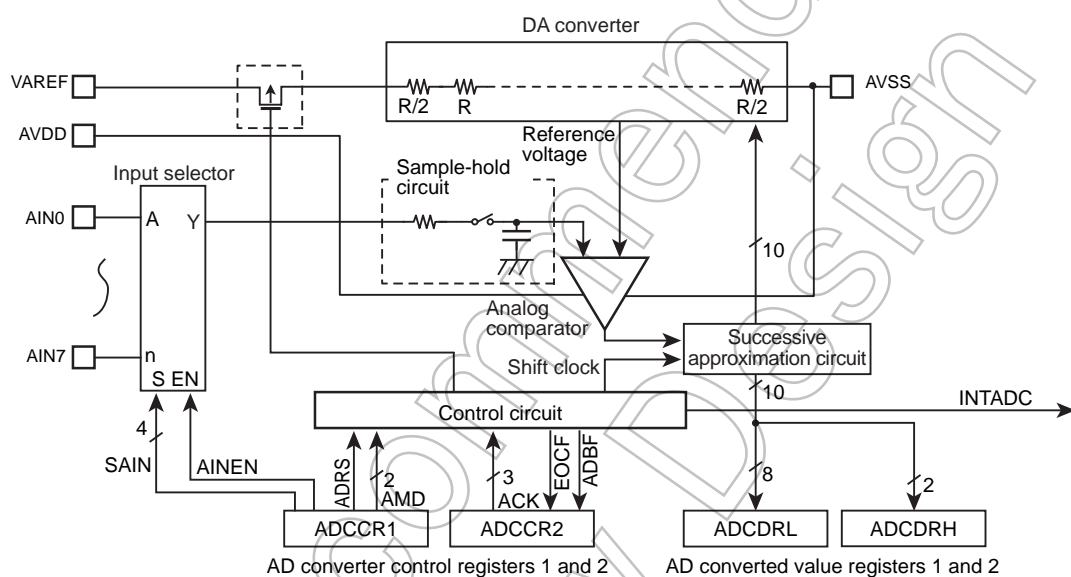 DA converter
VAREF
R/2
R
R/2
AVSS
AVDD
Reference
voltage
Sample-hold
circuit
Input selector
AIN0
A
Y
10
Analog
comparator
Successive
approximation circuit
AIN7
n
Shift clock
S EN
10
INTADC
Control circuit
4
SAIN
AINEN
ADRS
2
AMD
3
ACK
EOCF
ADBF
8
2
ADCCR1
ADCCR2
ADCDRL
ADCDRH
AD converter control registers 1 and 2
AD converted value registers 1 and 2
Design